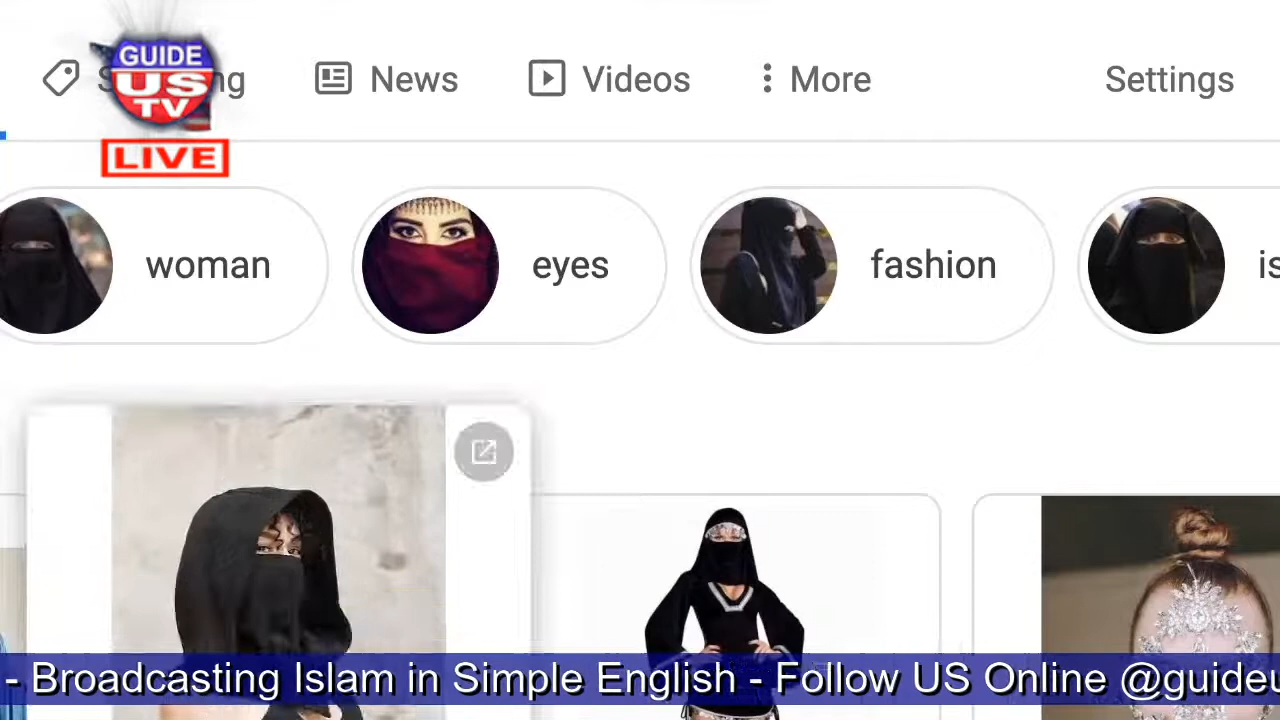 GUIDE
US
TV
LIVE
News
Videos
More
Settings
woman
eyes
fashion
- Broadcasting Islam in Simple English - Follow US Online @guideu